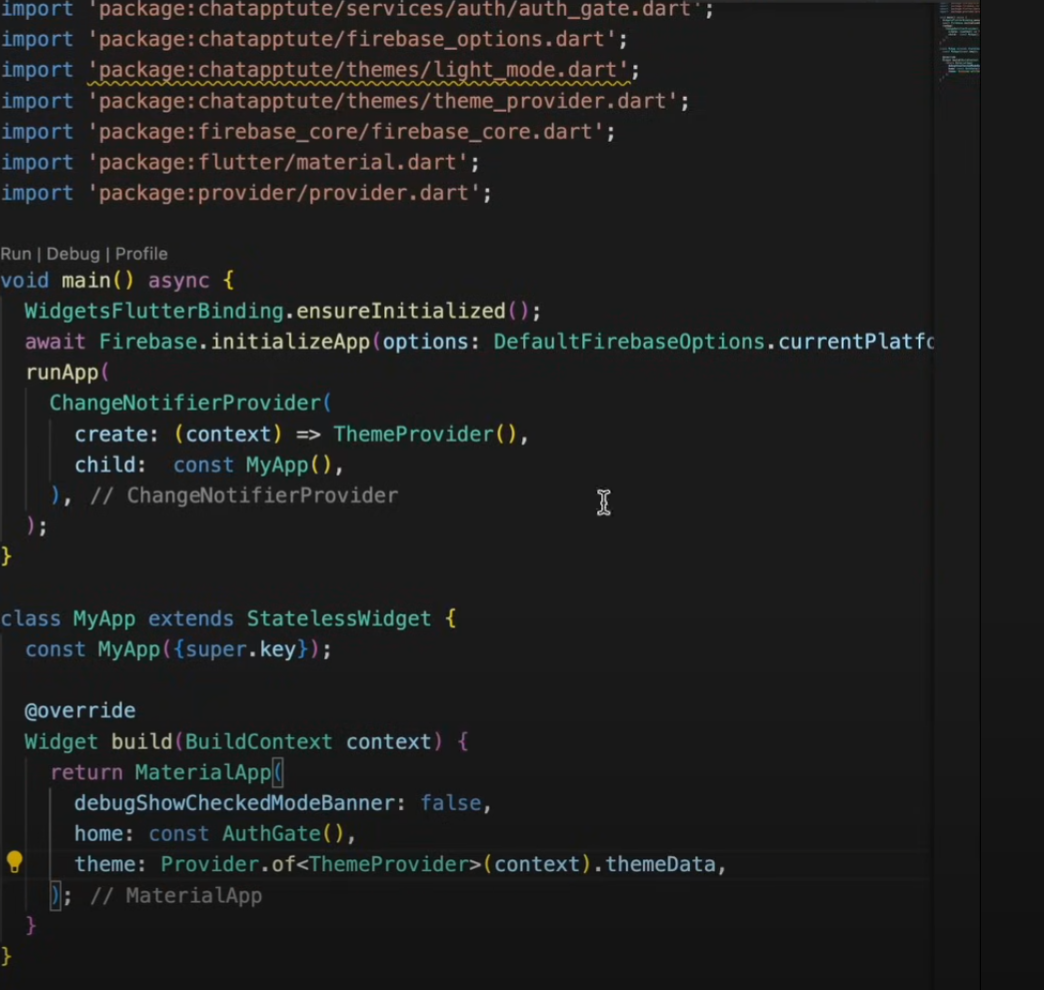 import 'package:chatapptute/services/auth/auth_gate.dart';
import 'package:chatapptute/firebase_options.dart';
import 'package:chatapptute/themes/light_mode.dart';
import 'package:chatapptute/themes/theme_provider.dart';
import 'package:firebase_core/firebase_core.dart';
import 'package:flutter/material.dart';
import 'package:provider/provider.dart';
Run | Debug | Profile
void main() async {
  WidgetsFlutterBinding.ensureInitialized();
  await Firebase.initializeApp(options: DefaultFirebaseOptions.currentPlatfo
  runApp(
    ChangeNotifierProvider(
      create: (context) => ThemeProvider(),
      child:  const MyApp(),
    ), // ChangeNotifierProvider
  );
}
class MyApp extends StatelessWidget {
  const MyApp({super.key});
  @override
  Widget build(BuildContext context) {
    return MaterialApp(
      debugShowCheckedModeBanner: false,
      home: const AuthGate(),
      theme: Provider.of<ThemeProvider>(context).themeData,
    ); // MaterialApp
  }
}